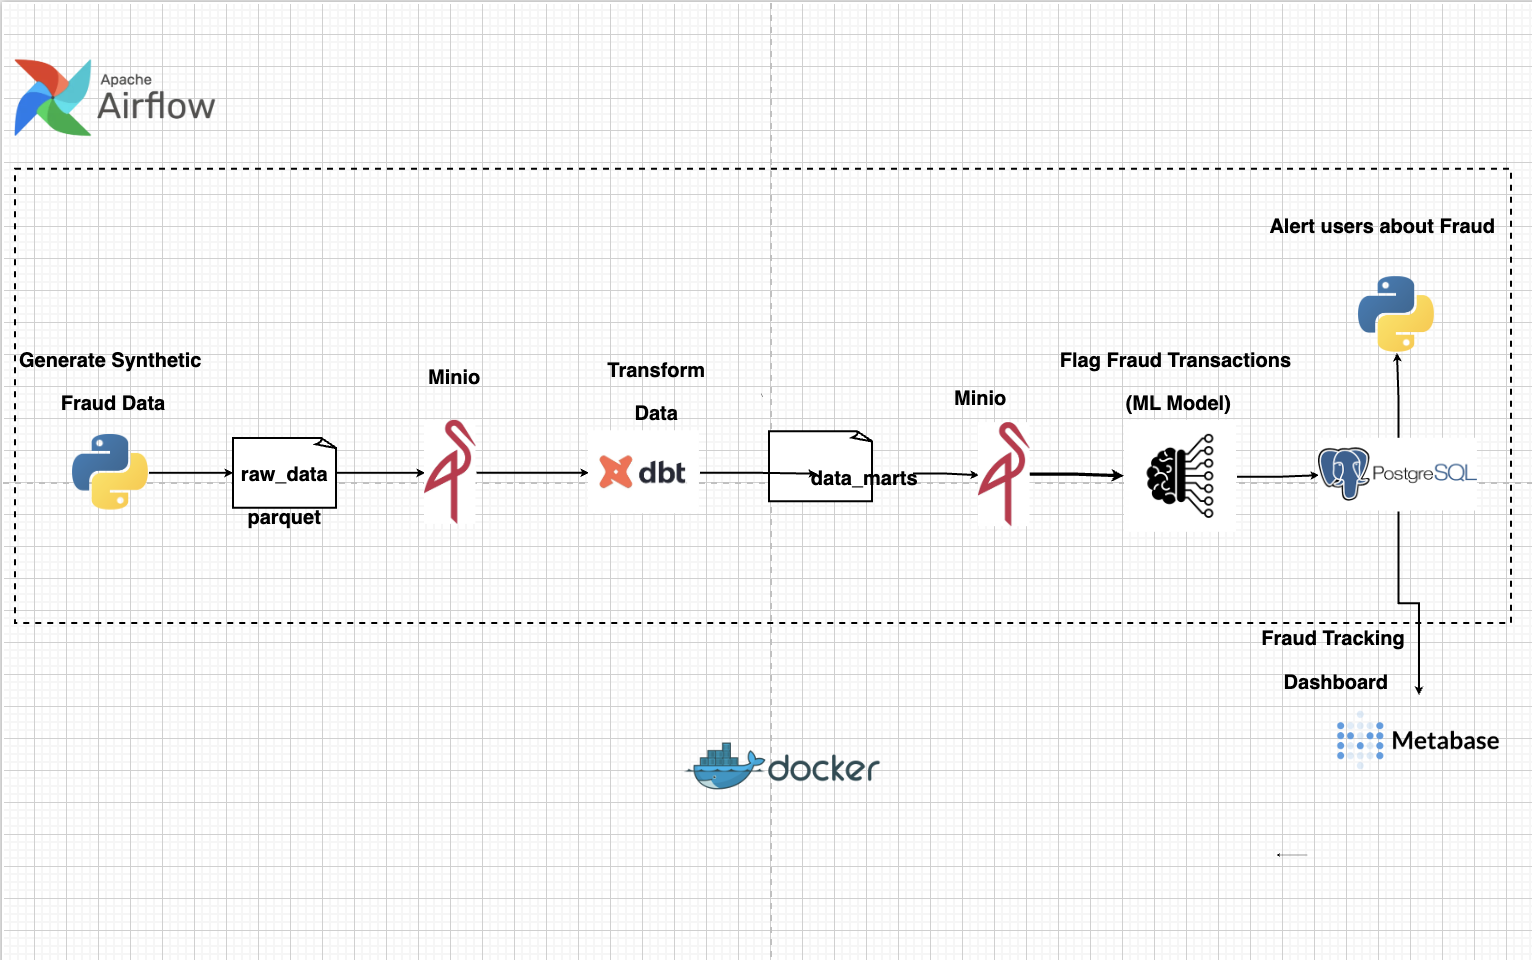 Apache
Airflow
Alert users about Fraud
Generate Synthetic
Fraud Data
Minio
Transform
Data
Minio
Flag Fraud Transactions
(ML Model)
raw_data
parquet
dbt
data_marts
PostgreSQL
Fraud Tracking
Dashboard
docker
Metabase